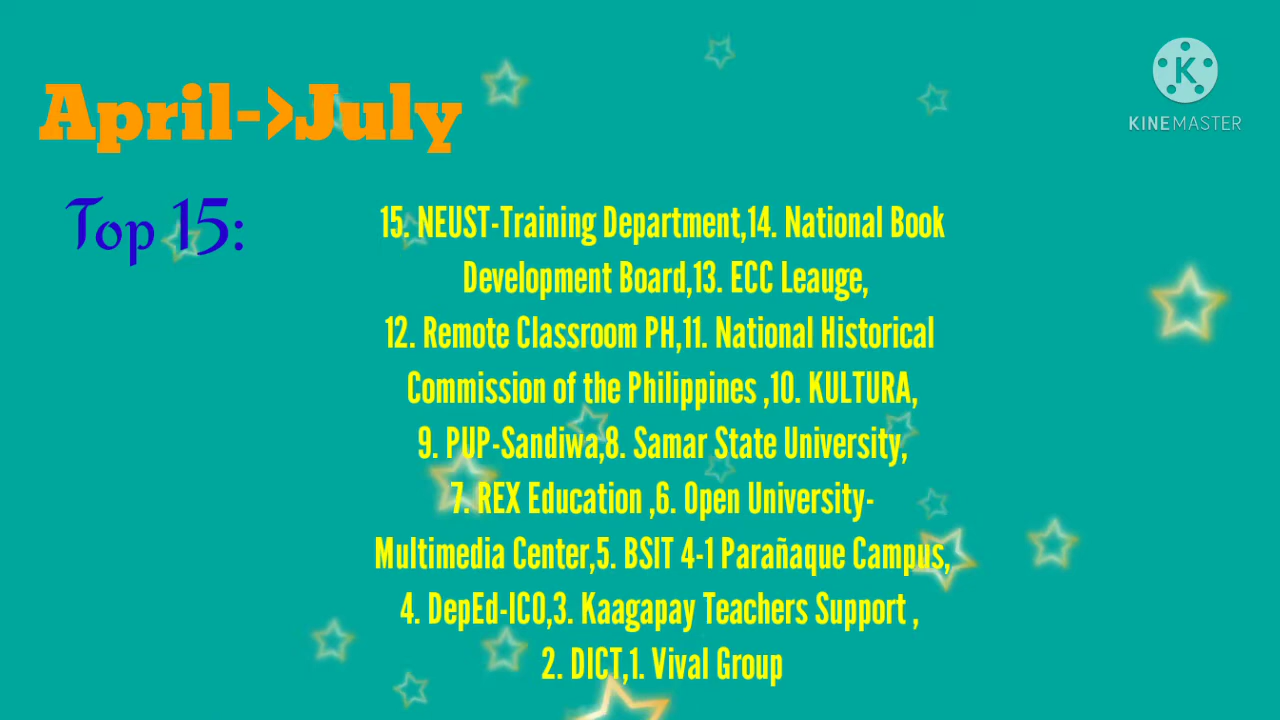 April->July
K
KINEMASTER
Top 15:
15. NEUST-Training Department,14. National Book
Development Board,13. ECC Leauge,
12. Remote Classroom PH,11. National Historical
Commission of the Philippines ,10. KULTURA,
9. PUP-Sandiwa,8. Samar State University,
7. REX Education ,6. Open University-
Multimedia Center,5. BSIT 4-1 Parañaque Campus,
4. DepEd-ICO,3. Kaagapay Teachers Support ,
2. DICT,1. Vival Group